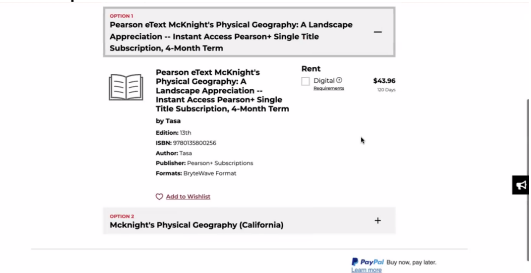 OPTION 1
Pearson eText McKnight's Physical Geography: A Landscape
Appreciation -- Instant Access Pearson+ Single Title
Subscription, 4-Month Term
Pearson eText McKnight's
Physical Geography: A
Landscape Appreciation --
Instant Access Pearson+ Single
Title Subscription, 4-Month Term
by Tasa
Edition: 13th
ISBN: 9780135800256
Author: Tasa
Publisher: Pearson+ Subscriptions
Formats: ByteWave Format
Add to Wishlist
Rent
Digital
$43.96
Requirements
120 Days
OPTION 2
Mcknight's Physical Geography (California)
PayPal Buy now, pay later.
Learn more